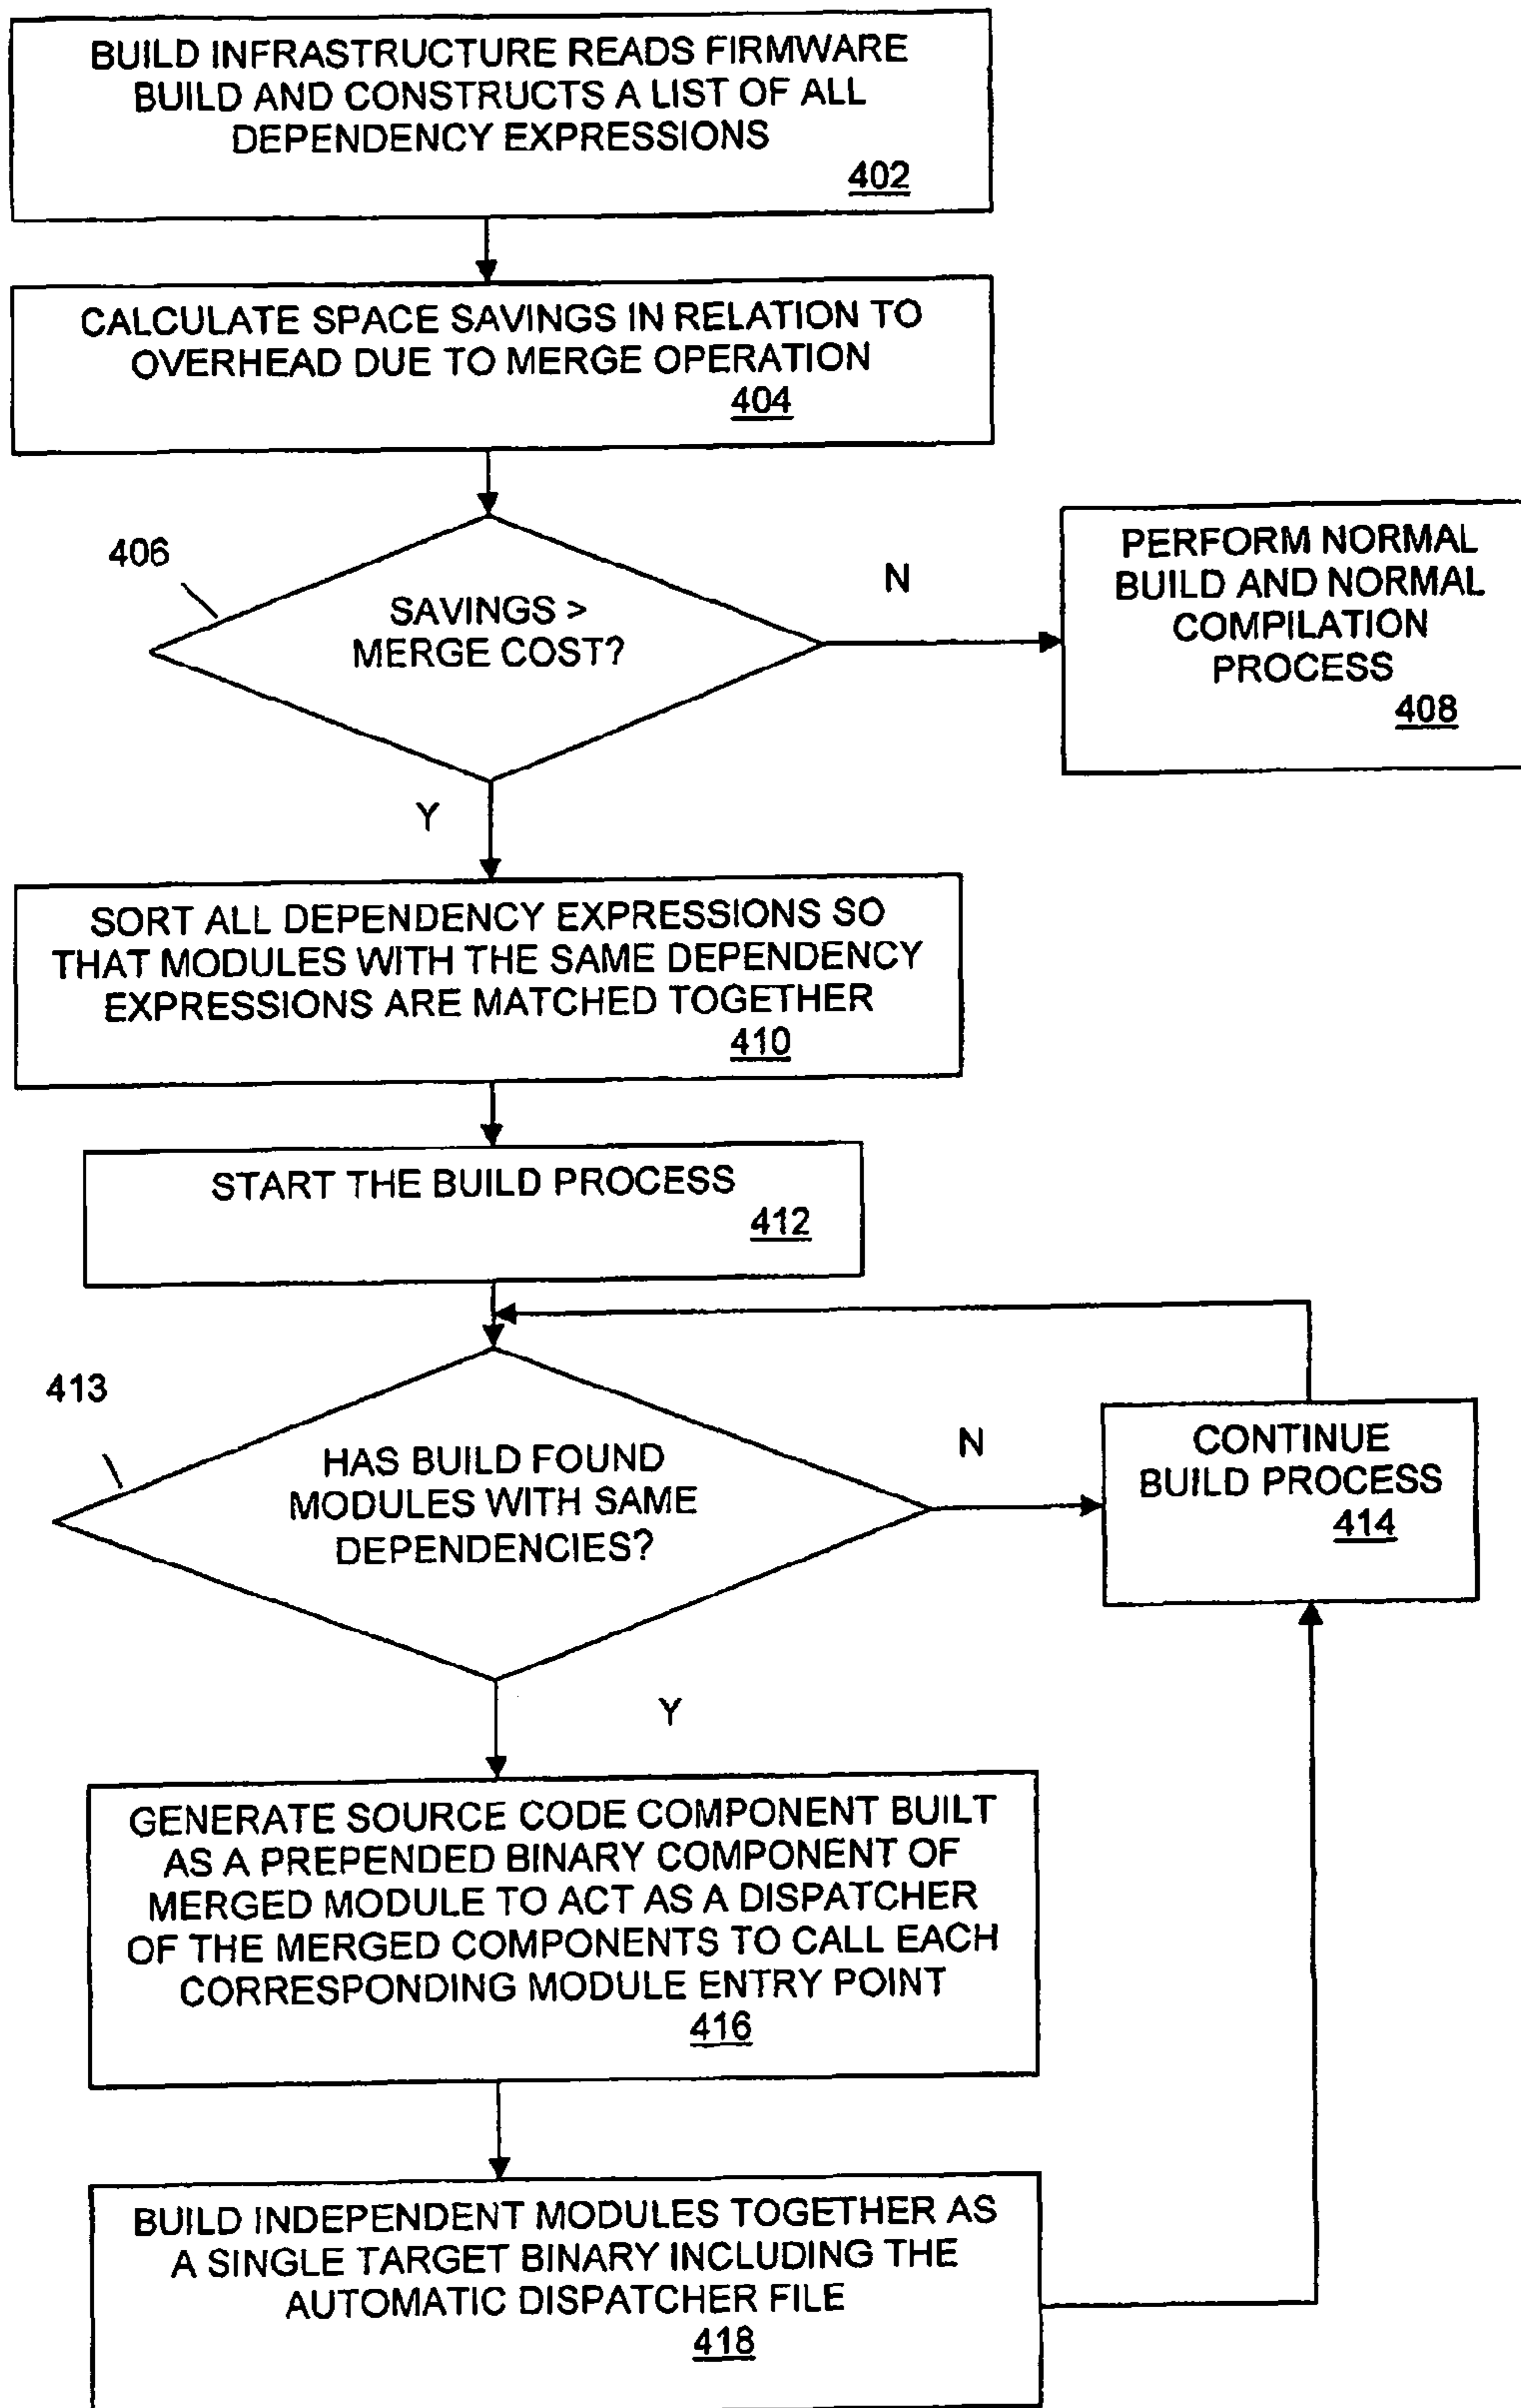 BUILD INFRASTRUCTURE READS FIRMWARE
BUILD AND CONSTRUCTS A LIST OF ALL
DEPENDENCY EXPRESSIONS
402
CALCULATE SPACE SAVINGS IN RELATION TO
OVERHEAD DUE TO MERGE OPERATION
404
406
SAVINGS >
MERGE COST?
N
PERFORM NORMAL
BUILD AND NORMAL
COMPILATION
PROCESS
408
Y
SORT ALL DEPENDENCY EXPRESSIONS SO
THAT MODULES WITH THE SAME DEPENDENCY
EXPRESSIONS ARE MATCHED TOGETHER
410
START THE BUILD PROCESS
412
413
HAS BUILD FOUND
MODULES WITH SAME
DEPENDENCIES?
N
CONTINUE
BUILD PROCESS
414
Y
GENERATE SOURCE CODE COMPONENT BUILT
AS A PREPENDED BINARY COMPONENT OF
MERGED MODULE TO ACT AS A DISPATCHER
OF THE MERGED COMPONENTS TO CALL EACH
CORRESPONDING MODULE ENTRY POINT
416
BUILD INDEPENDENT MODULES TOGETHER AS
A SINGLE TARGET BINARY INCLUDING THE
AUTOMATIC DISPATCHER FILE
418